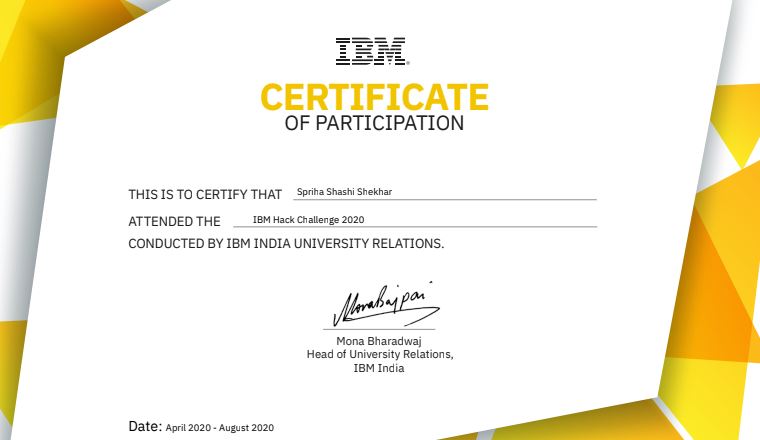 IBM
CERTIFICATE
OF PARTICIPATION
THIS IS TO CERTIFY THAT Spriha Shashi Shekhar
ATTENDED THE IBM Hack Challenge 2020
CONDUCTED BY IBM INDIA UNIVERSITY RELATIONS.
MonaBajpai
Mona Bharadwaj
Head of University Relations,
IBM India
Date: April 2020 - August 2020